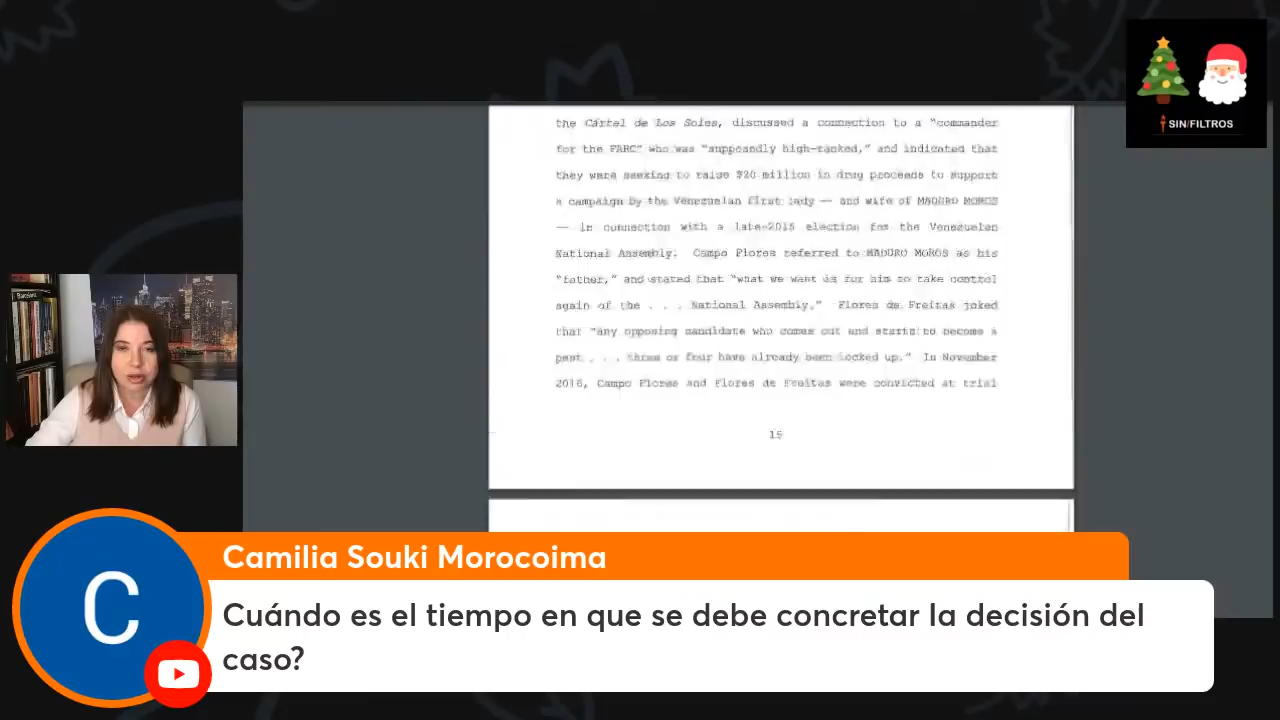 SIN/FILTROS
the Cártel de Los Soles, discussed a connection to a "commander
for the FARC" who was "supposedly high-ranked," and indicated that
they were seeking to raise $20 million in drug proceeds to support
a campaign by the Venezuelan first lady — and wife of MADURO MOROS
— in connection with a late-2015 election for the Venezuelan
National Assembly. Campo Flores referred to MADURO MOROS as his
"father," and stated that "what we want is for him to take control
again of the . . . National Assembly." Flores de Freitas joked
that "any opposing candidate who comes out and starts to become a
pest . . . three or four have already been locked up." In November
2016, Campo Flores and Flores de Freitas were convicted at trial
15
Camilia Souki Morocoima
C
Cuándo es el tiempo en que se debe concretar la decisión del
caso?